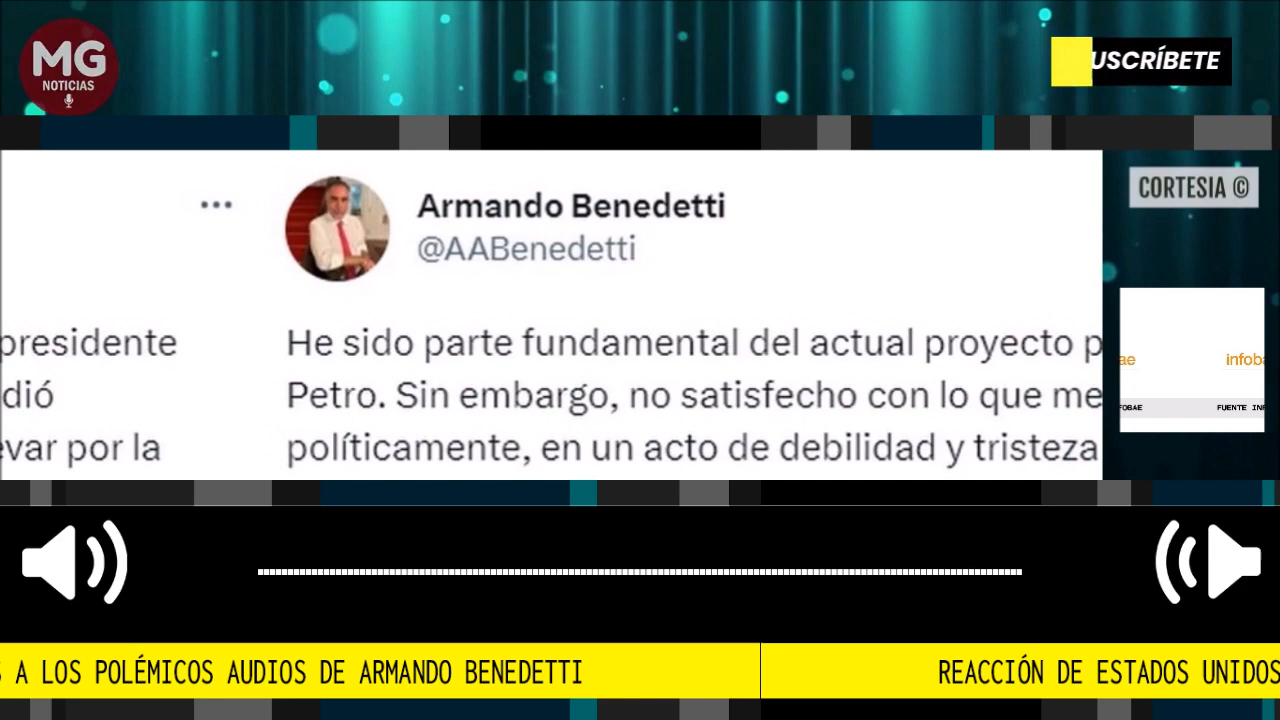 MG
NOTICIAS
USCRÍBETE
CORTESIA ©
Armando Benedetti
@AABenedetti
presidente
dió
evar por la
He sido parte fundamental del actual proyecto p
Petro. Sin embargo, no satisfecho con lo que me
políticamente, en un acto de debilidad y tristeza
ae infoba
FOBAE FUENTE INF
S A LOS POLÉMICOS AUDIOS DE ARMANDO BENEDETTI
REACCIÓN DE ESTADOS UNIDOS